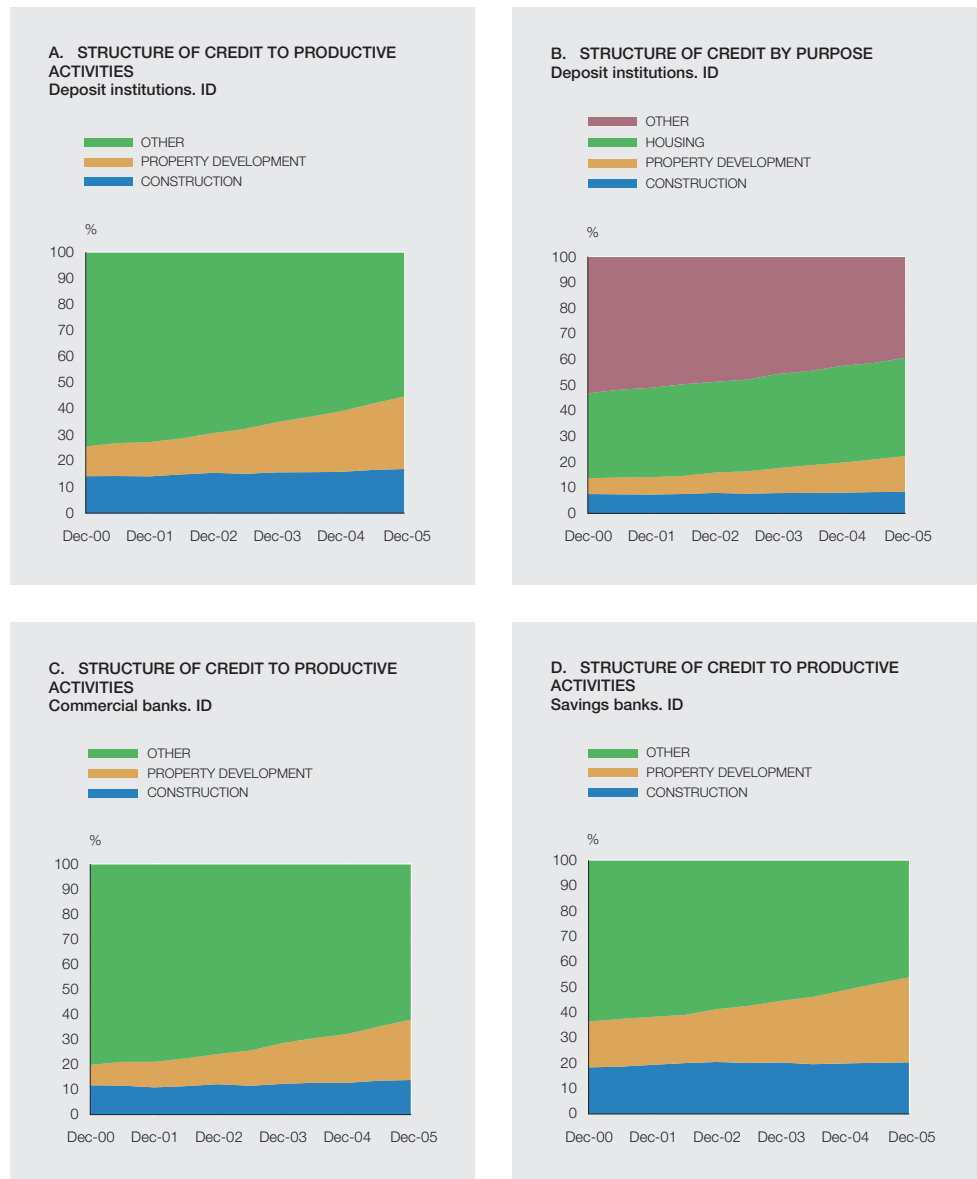 A. STRUCTURE OF CREDIT TO PRODUCTIVE
ACTIVITIES
Deposit institutions. ID
OTHER
PROPERTY DEVELOPMENT
CONSTRUCTION
%
100
90
80
70
60
50
40
30
20
10
0
Dec-00 Dec-01 Dec-02 Dec-03 Dec-04 Dec-05
B. STRUCTURE OF CREDIT BY PURPOSE
Deposit institutions. ID
OTHER
HOUSING
PROPERTY DEVELOPMENT
CONSTRUCTION
%
100
90
80
70
60
50
40
30
20
10
0
Dec-00 Dec-01 Dec-02 Dec-03 Dec-04 Dec-05
C. STRUCTURE OF CREDIT TO PRODUCTIVE
ACTIVITIES
Commercial banks. ID
OTHER
PROPERTY DEVELOPMENT
CONSTRUCTION
%
100
90
80
70
60
50
40
30
20
10
0
Dec-00 Dec-01 Dec-02 Dec-03 Dec-04 Dec-05
D. STRUCTURE OF CREDIT TO PRODUCTIVE
ACTIVITIES
Savings banks. ID
OTHER
PROPERTY DEVELOPMENT
CONSTRUCTION
%
100
90
80
70
60
50
40
30
20
10
0
Dec-00 Dec-01 Dec-02 Dec-03 Dec-04 Dec-05